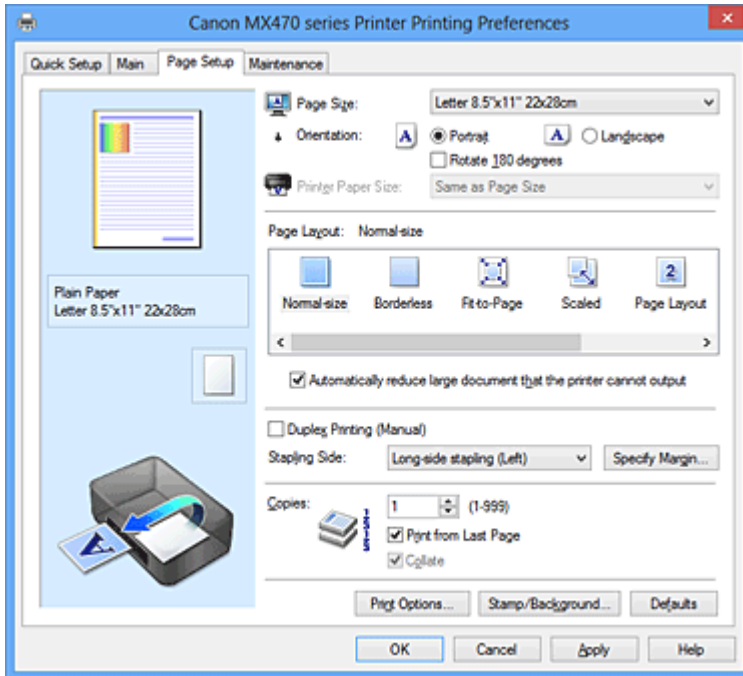 Canon MX470 series Printer Printing Preferences
Quick Setup Main Page Setup Maintenance
Page Size: Letter 8.5"x11" 22x28cm
Orientation: A Portrait A Landscape
Rotate 180 degrees
Printer Paper Size: Same as Page Size
Page Layout: Normal-size
Normal-size Borderless Fit-to-Page Scaled 2 Page Layout
Plain Paper
Letter 8.5"x11" 22x28cm
Automatically reduce large document that the printer cannot output
Duplex Printing (Manual)
Stapling Side: Long-side stapling (Left) Specify Margin...
Copies: 1 (1-999)
Print from Last Page
Collate
A
Print Options... Stamp/Background... Defaults
OK Cancel Apply Help